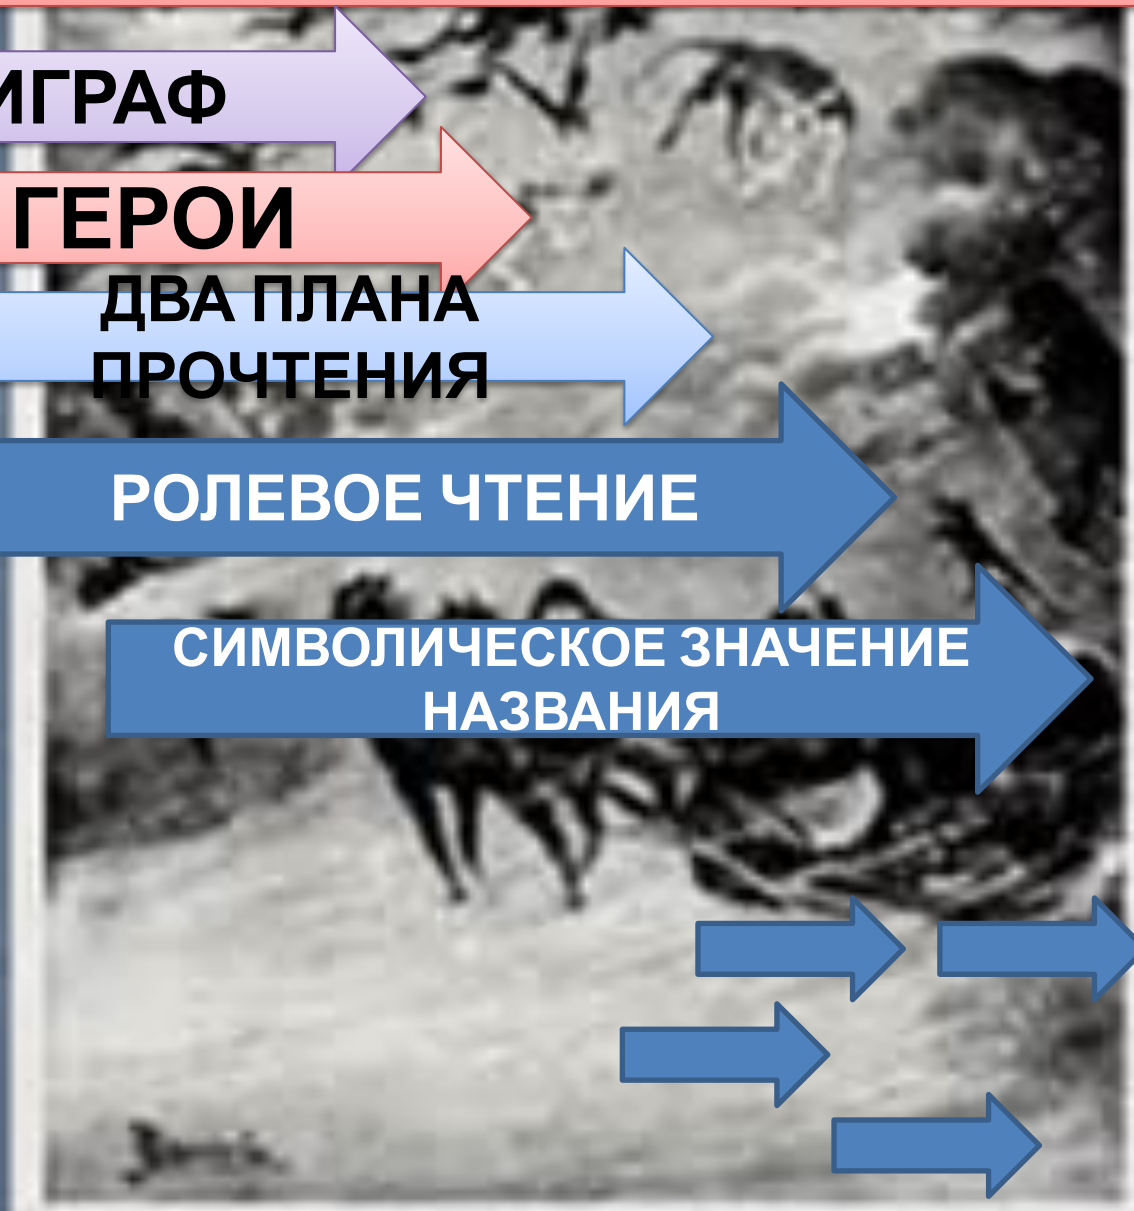 ИГРАФ
ГЕРОИ
ДВА ПЛАНА
ПРОЧТЕНИЯ
РОЛЕВОЕ ЧТЕНИЕ
СИМВОЛИЧЕСКОЕ ЗНАЧЕНИЕ
НАЗВАНИЯ